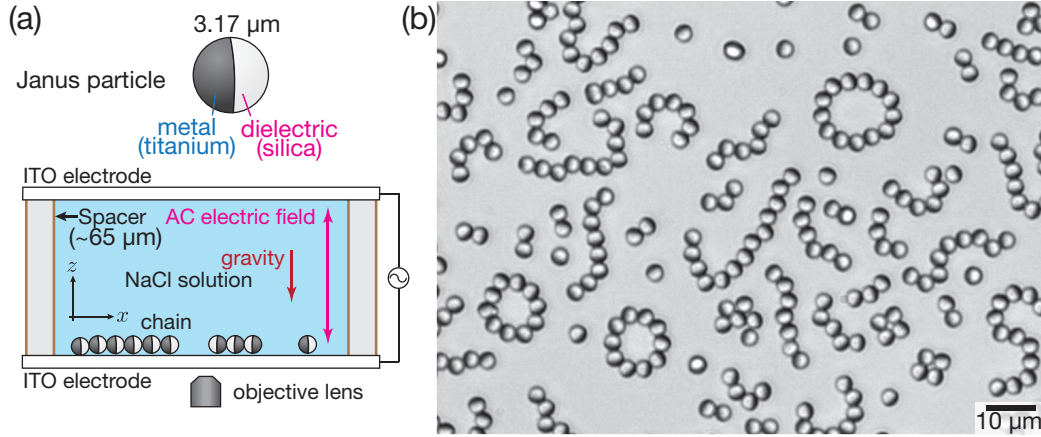 (a)
3.17 µm
Janus particle
metal
(titanium)
dielectric
(silica)
ITO electrode
Spacer
(~65 µm)
AC electric field
gravity
z
NaCl solution
x
chain
ITO electrode
objective lens
(b)
10 µm